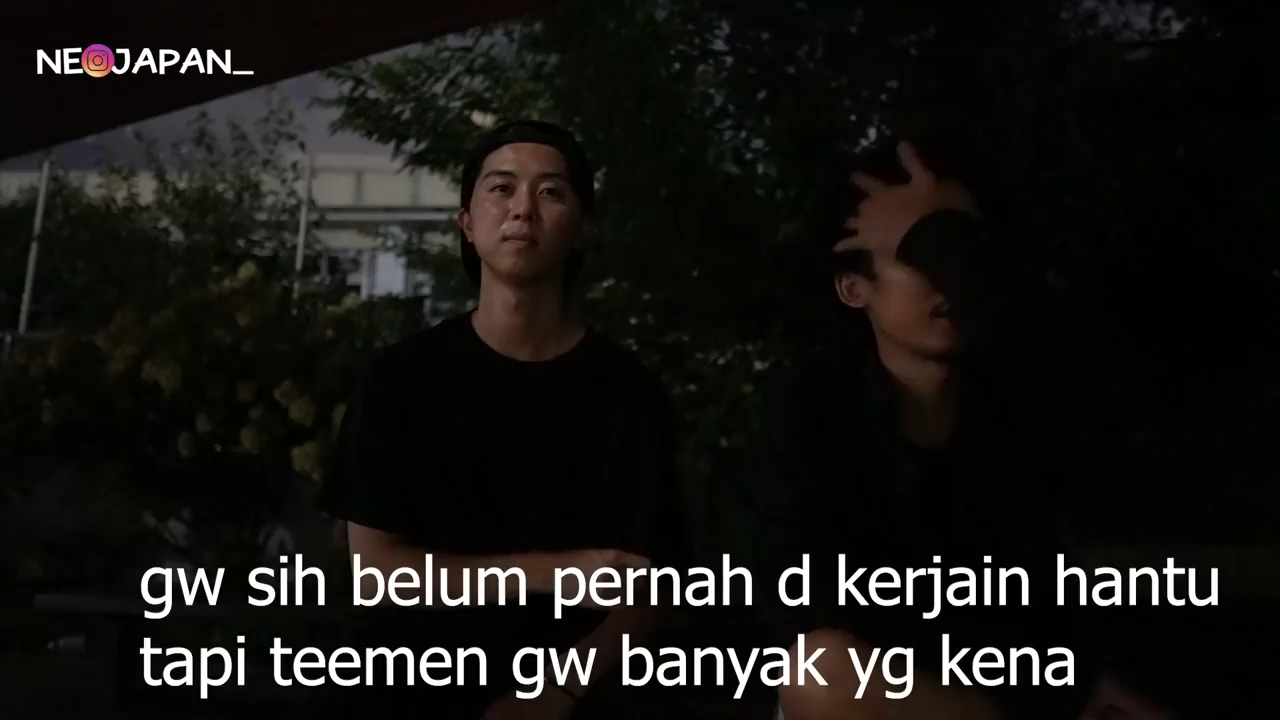 NEOJAPAN_
gw sih belum pernah d kerjain hantu
tapi teemen gw banyak yg kena